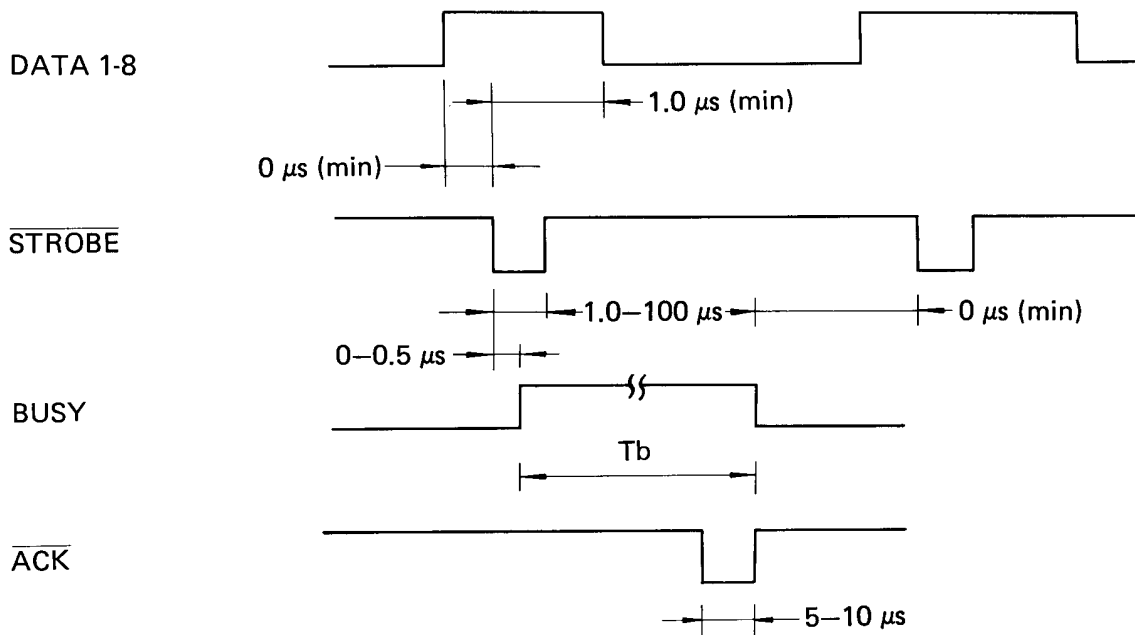 DATA 1-8
1.0 µs (min)
0 µs (min)
STROBE
1.0–100 µs
0 µs (min)
0–0.5 µs
BUSY
Tb
ACK
5–10 µs